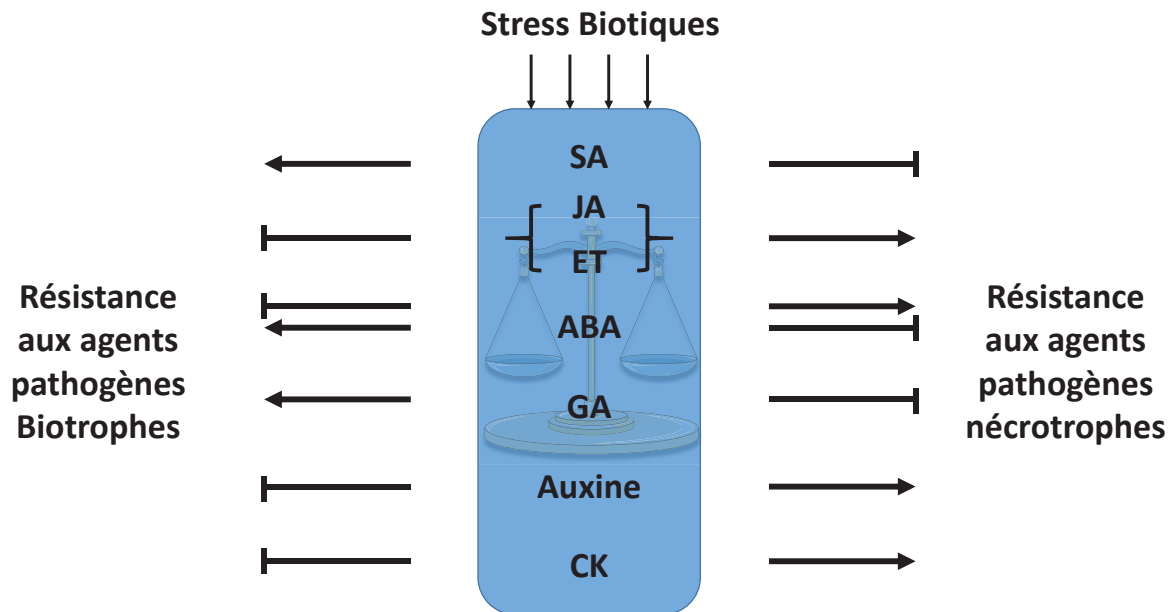 Stress Biotiques
SA
JA
ET
ABA
GA
Auxine
CK
Résistance
aux agents
pathogènes
Biotrophes
Résistance
aux agents
pathogènes
nécrotrophes